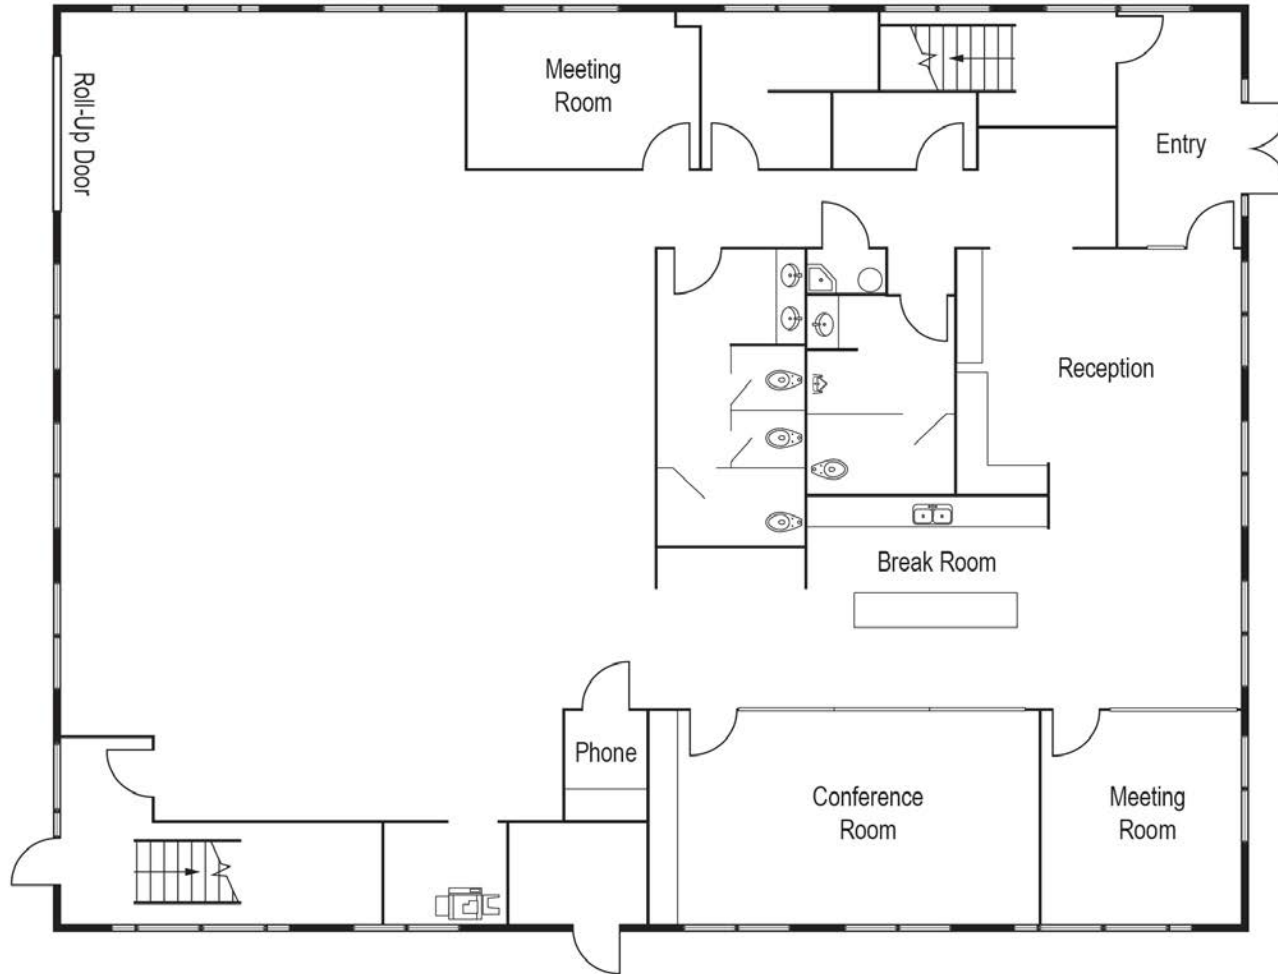 Meeting
Room
Roll-Up Door
Entry
Reception
Break Room
Phone
Conference
Room
Meeting
Room